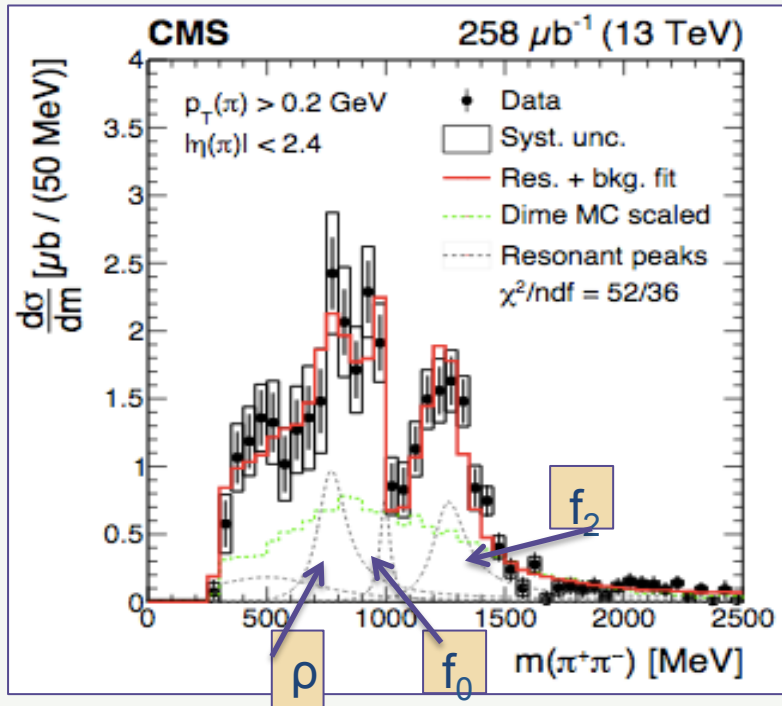 CMS 258 μb⁻¹ (13 TeV)
dσ/dm [μb / (50 MeV)]
p_T(π) > 0.2 GeV
|η(π)| < 2.4
Data
Syst. unc.
Res. + bkg. fit
Dime MC scaled
Resonant peaks
χ²/ndf = 52/36
4
3.5
3
2.5
2
1.5
1
0.5
0
f₂
0 500 1000 1500 2000 2500
m(π⁺π⁻) [MeV]
ρ
f₀